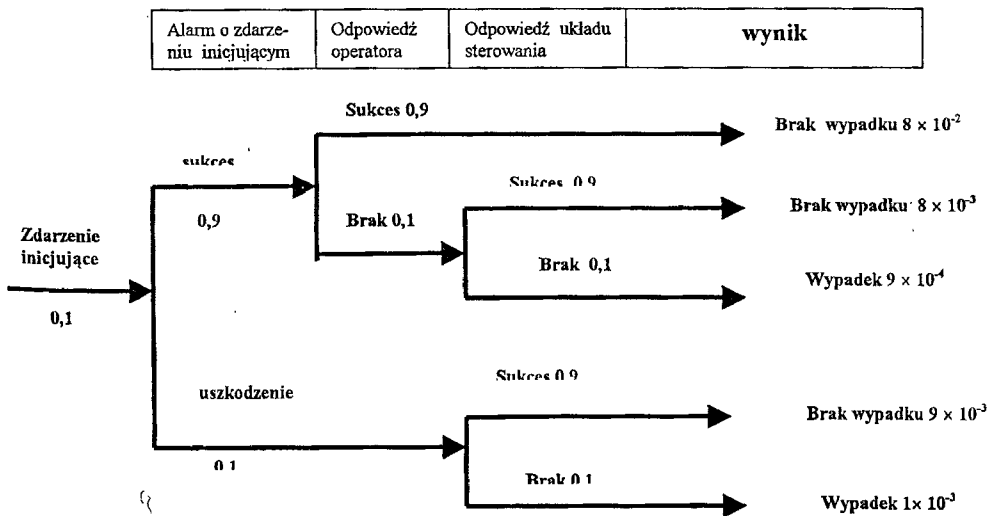 Alarm o zdarze-
niu inicjującym
Odpowiedź
operatora
Odpowiedź układu
sterowania
wynik
Sukces 0,9
Brak wypadku 8 × 10⁻²
sukces
0,9
Sukces 0,9
Brak 0,1
Brak wypadku 8 × 10⁻³
Zdarzenie
inicjujące
0,1
Brak 0,1
Wypadek 9 × 10⁻⁴
uszkodzenie
0,1
Sukces 0,9
Brak wypadku 9 × 10⁻³
Brak 0,1
Wypadek 1× 10⁻³